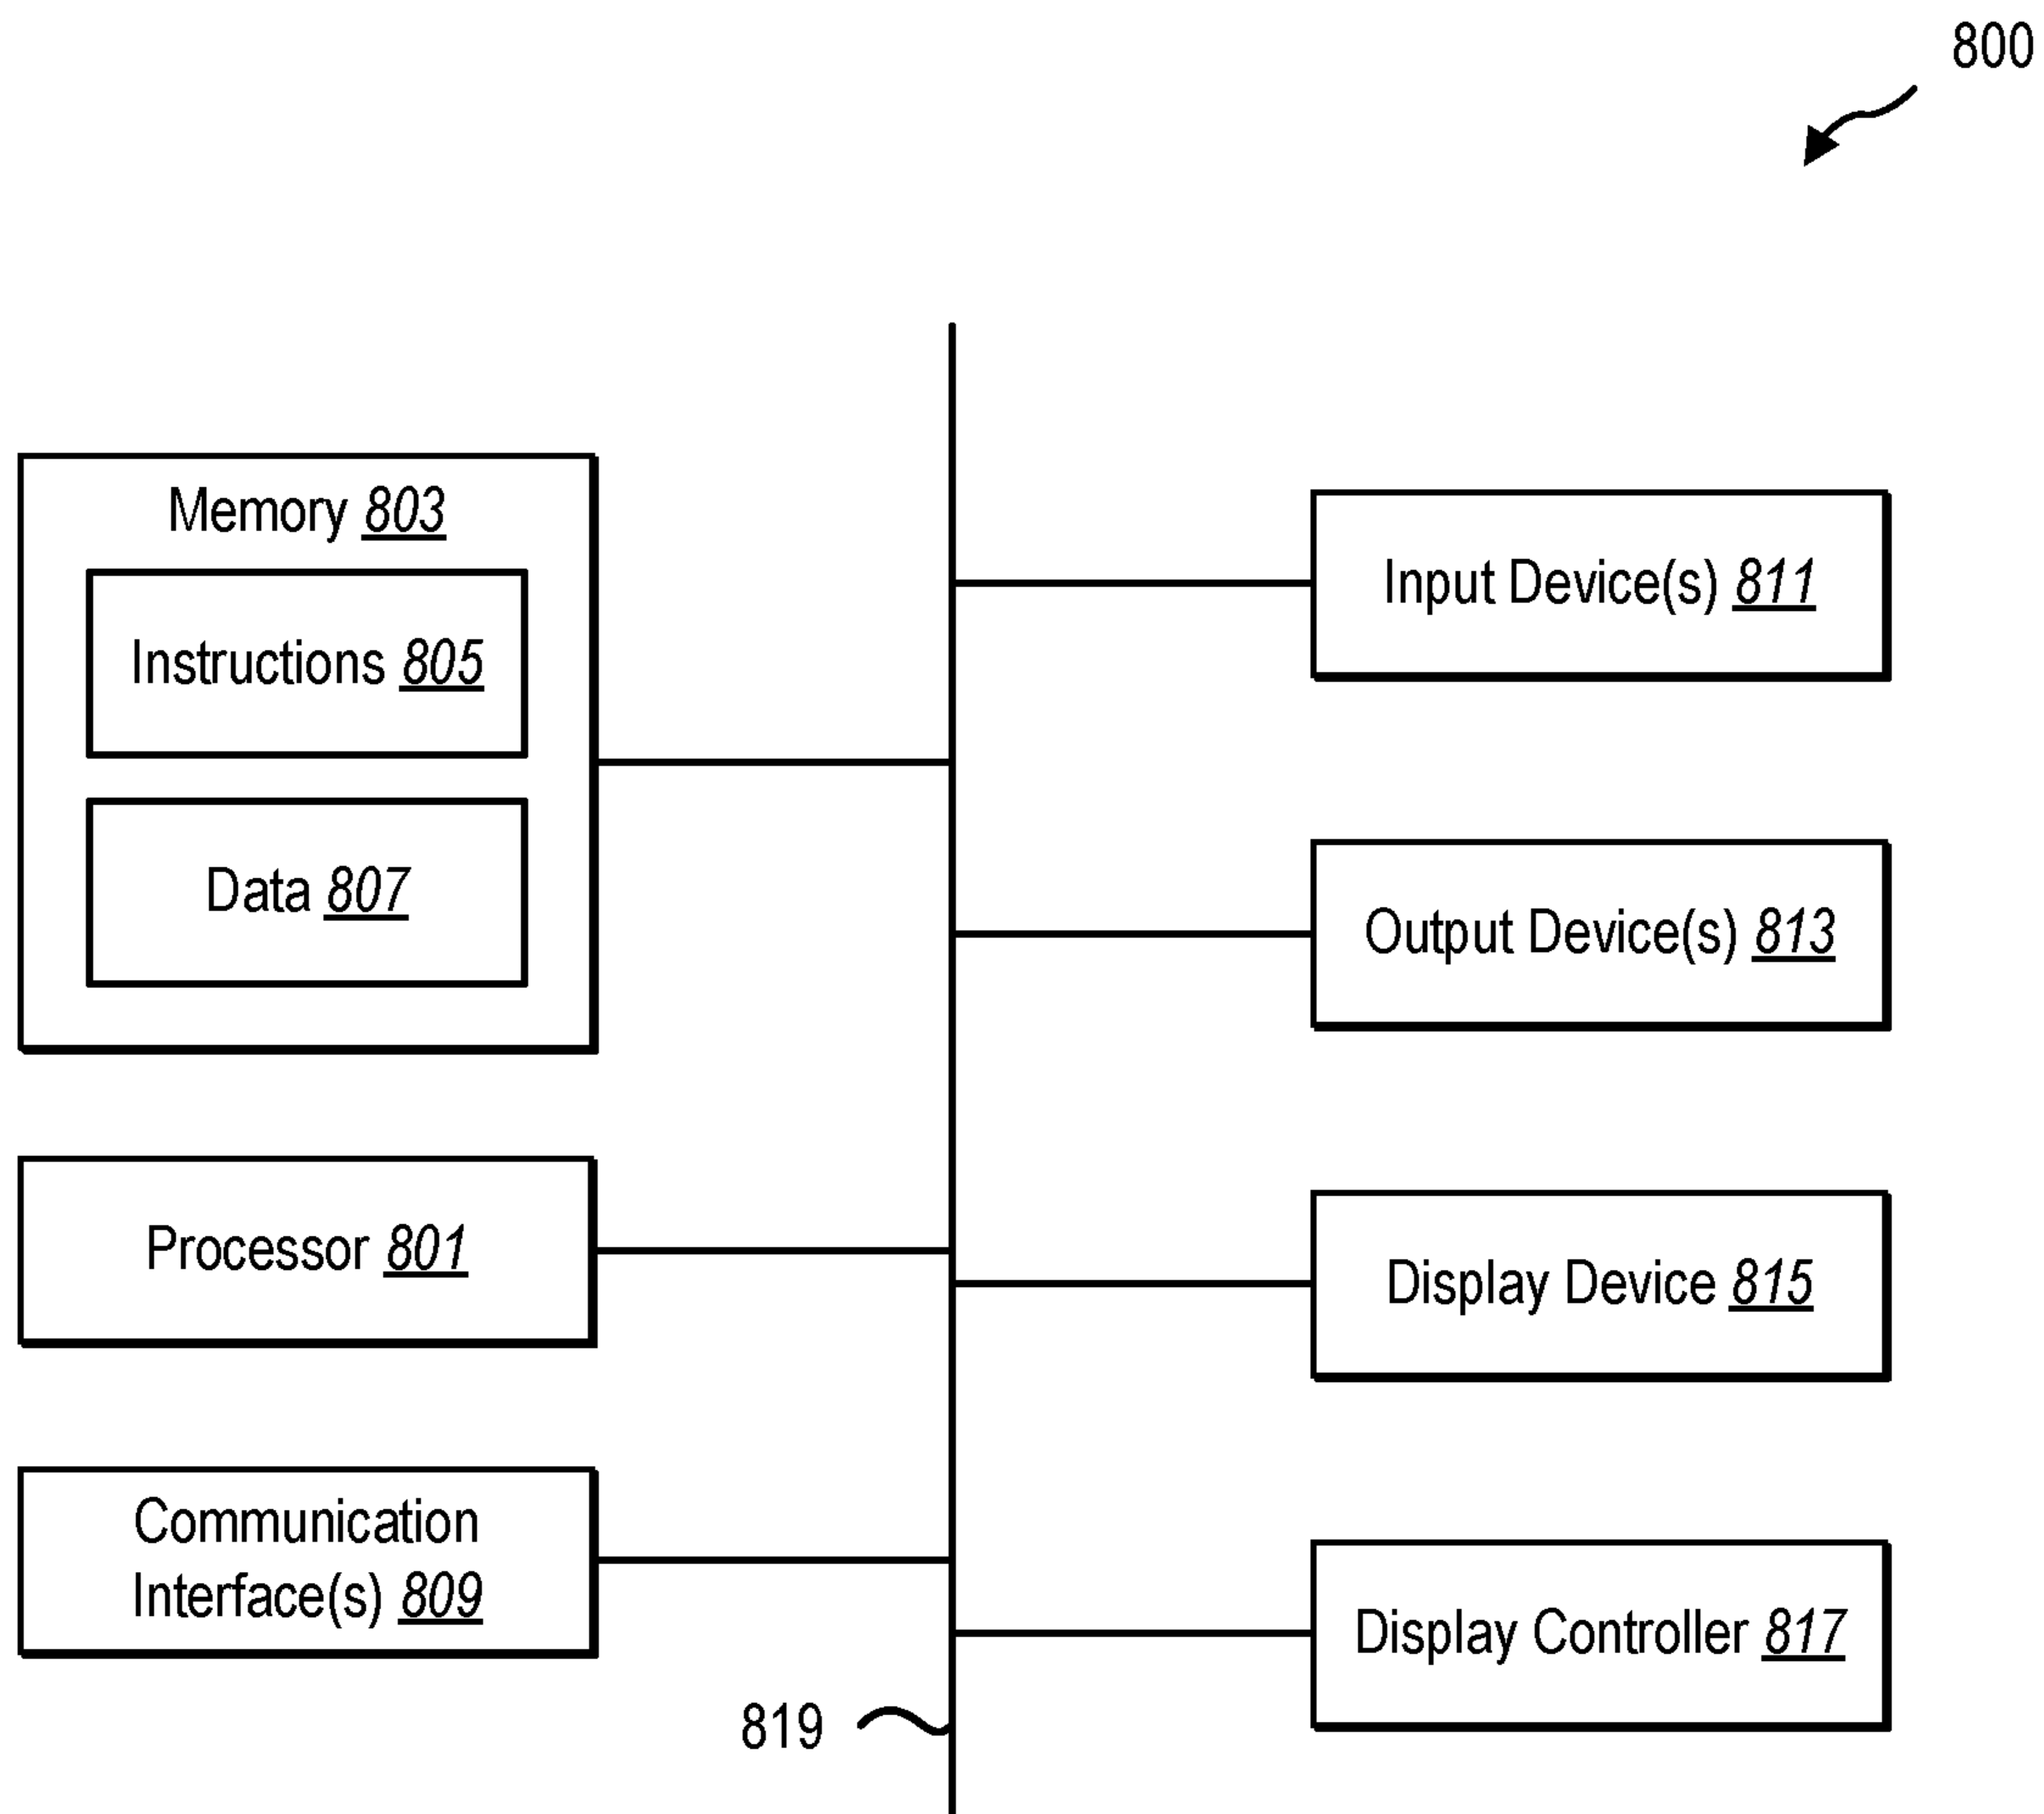 800
Memory 803
Instructions 805
Data 807
Processor 801
Communication
Interface(s) 809
Input Device(s) 811
Output Device(s) 813
Display Device 815
Display Controller 817
819